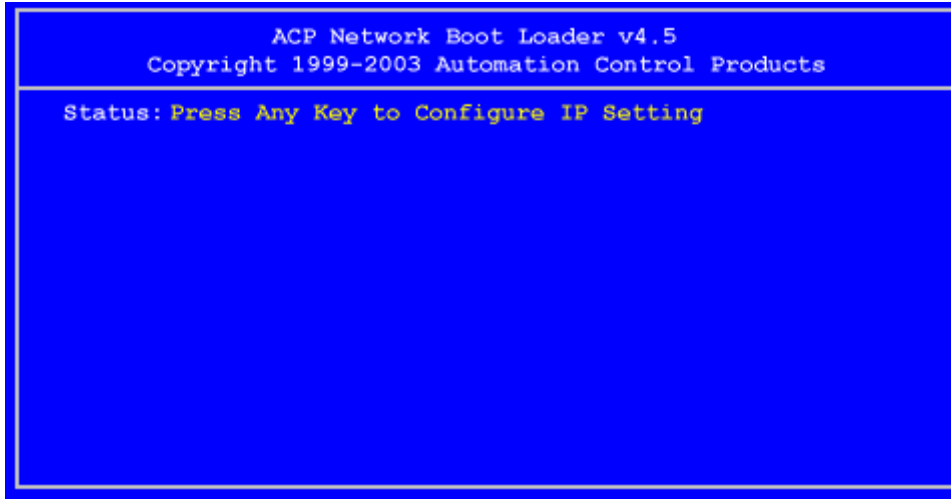 ACP Network Boot Loader v4.5
Copyright 1999-2003 Automation Control Products
Status: Press Any Key to Configure IP Setting